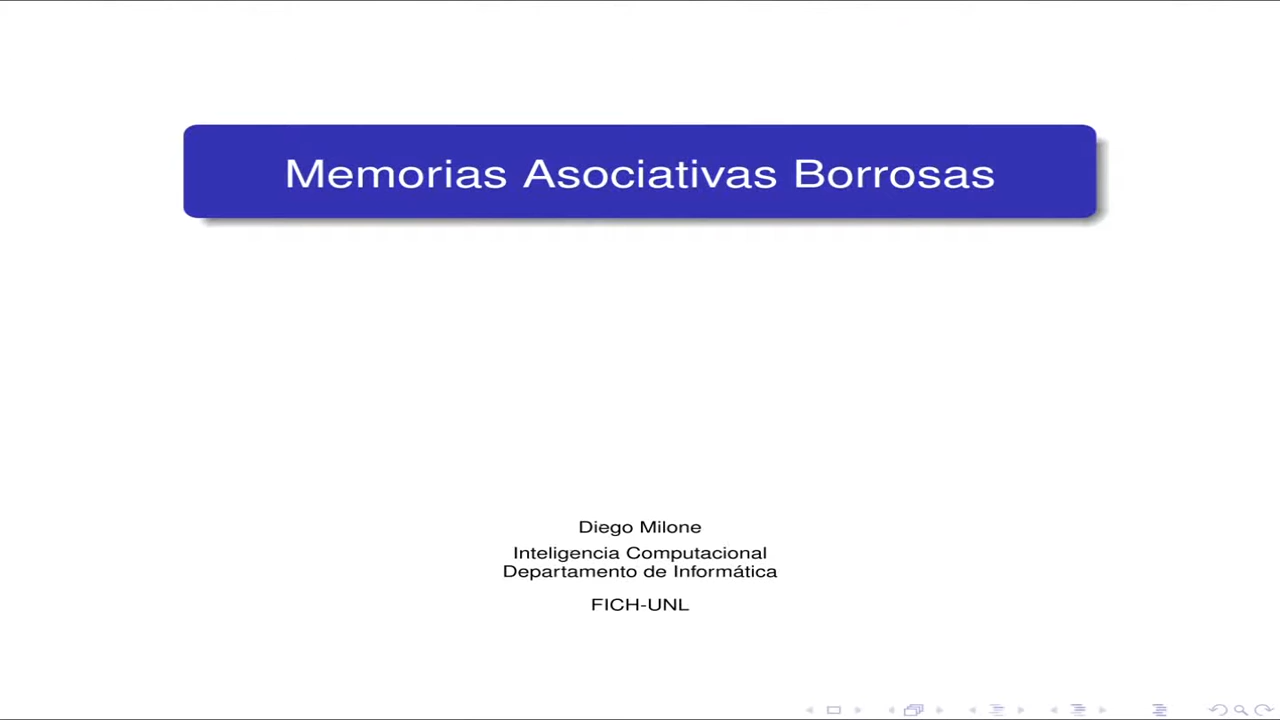 Memorias Asociativas Borrosas
Diego Milone
Inteligencia Computacional
Departamento de Informática
FICH-UNL